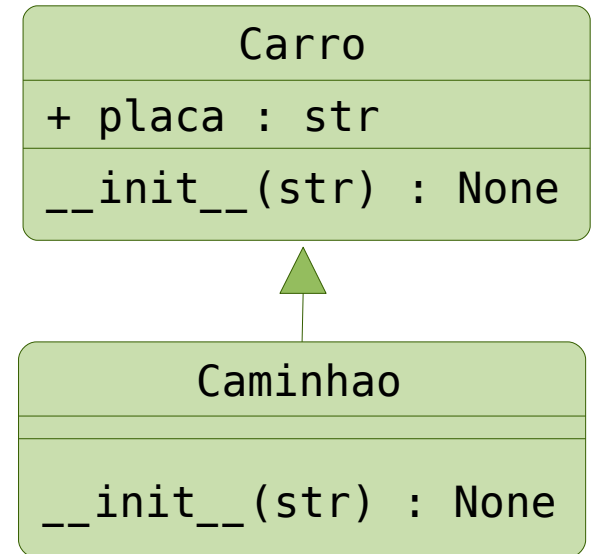 Carro
+ placa : str
__init__(str) : None
Caminhao
__init__(str) : None